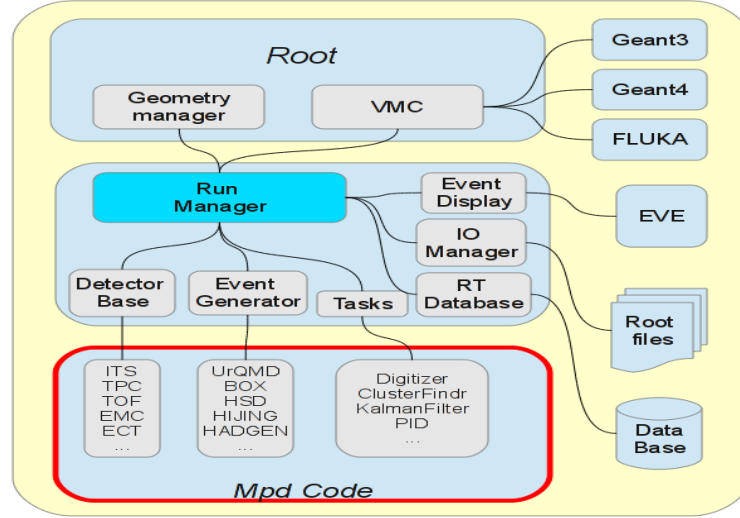 Root
Geometry
manager
VMC
Geant3
Geant4
FLUKA
Run
Manager
Event
Display
IO
Manager
RT
Database
EVE
Detector
Base
Event
Generator
Tasks
Root
files
Data
Base
ITS
TPC
TOF
EMC
ECT
...
UrQMD
BOX
HSD
HIJING
HADGEN
...
Digitizer
ClusterFindr
KalmanFilter
PID
...
Mpd Code